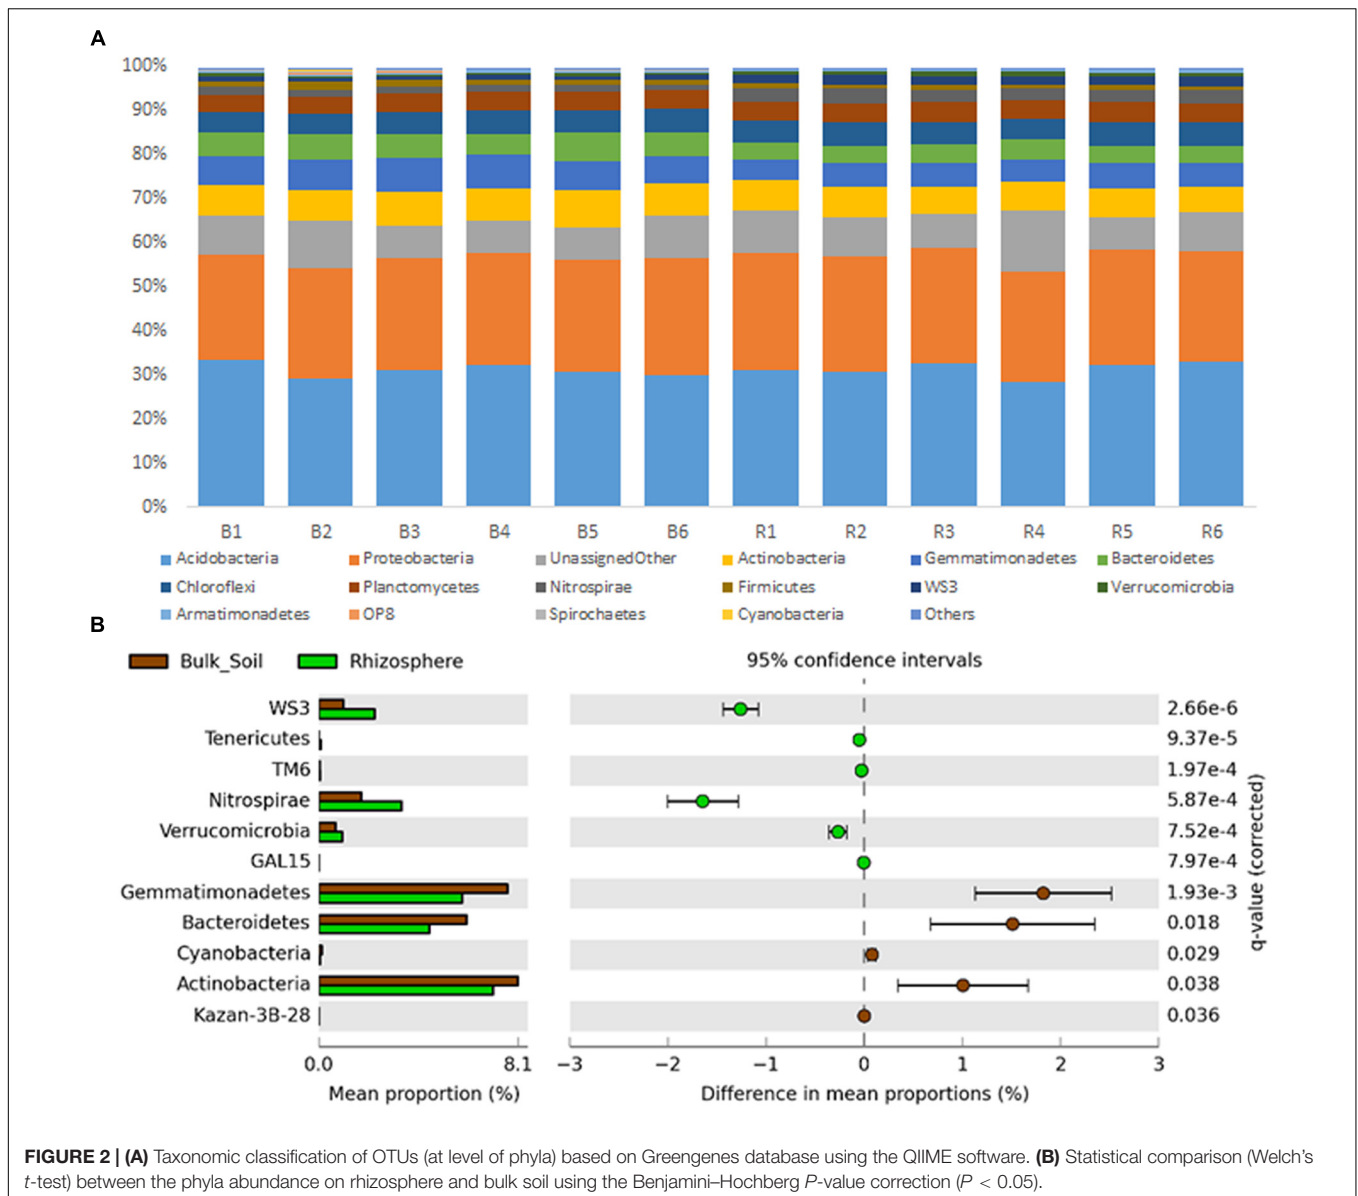 A
100%
90%
80%
70%
60%
50%
40%
30%
20%
10%
0%
B1 B2 B3 B4 B5 B6 R1 R2 R3 R4 R5 R6
Acidobacteria Proteobacteria UnassignedOther Actinobacteria Gemmatimonadetes Bacteroidetes
Chloroflexi Planctomycetes Nitrospirae Firmicutes WS3 Verrucomicrobia
Armatimonadetes OP8 Spirochaetes Cyanobacteria Others
B
Bulk_Soil Rhizosphere 95% confidence intervals
WS3 2.66e-6
Tenericutes 9.37e-5
TM6 1.97e-4
Nitrospirae 5.87e-4
Verrucomicrobia 7.52e-4
GAL15 7.97e-4
Gemmatimonadetes 1.93e-3
Bacteroidetes 0.018
Cyanobacteria 0.029
Actinobacteria 0.038
Kazan-3B-28 0.036
q-value (corrected)
0.0 8.1 −3 −2 −1 0 1 2 3
Mean proportion (%) Difference in mean proportions (%)
FIGURE 2 | (A) Taxonomic classification of OTUs (at level of phyla) based on Greengenes database using the QIIME software. (B) Statistical comparison (Welch's
t-test) between the phyla abundance on rhizosphere and bulk soil using the Benjamini–Hochberg P-value correction (P < 0.05).